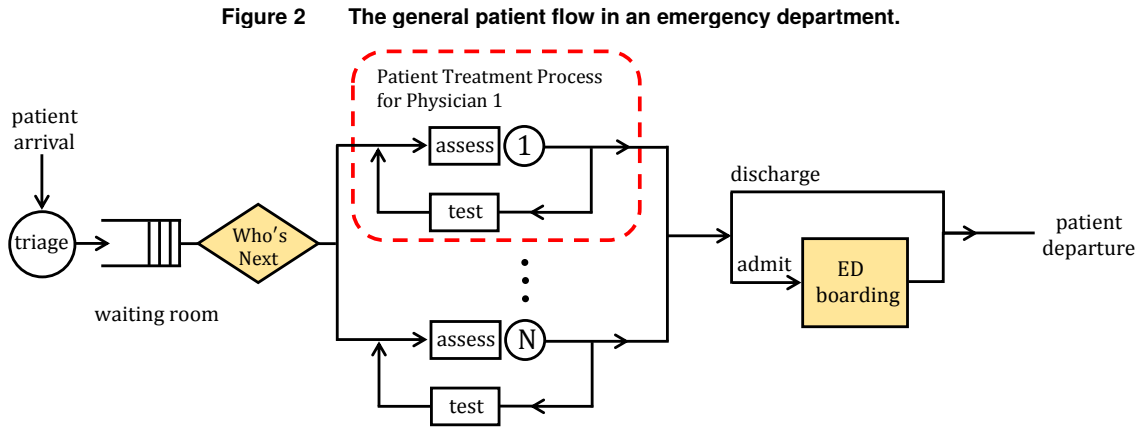 Figure 2 The general patient flow in an emergency department.
patient
arrival
triage
waiting room
Who's
Next
Patient Treatment Process
for Physician 1
assess
1
test
assess
N
test
discharge
admit
ED
boarding
patient
departure